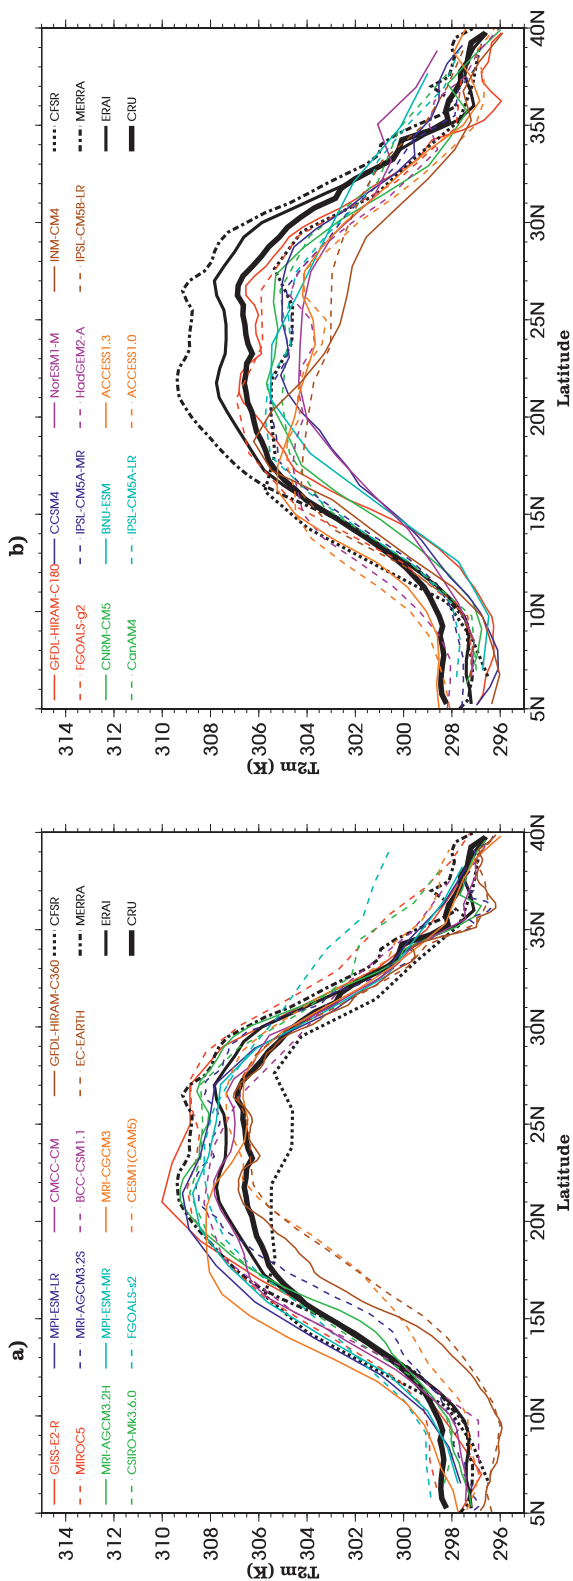 a)
GISS-E2-R MPI-ESM-LR CMCC-CM GFDL-HIRAM-C360 CFSR
MIROC5 MRI-AGCM3.2S BCC-CSM1.1 EC-EARTH MERRA
MRI-AGCM3.2H MPI-ESM-MR MRI-CGCM3 ERAI
CSIRO-Mk3.6.0 FGOALS-s2 CESM1(CAM5) CRU
314
312
310
308
306
304
302
300
298
296
T2m (K)
5N 10N 15N 20N 25N 30N 35N 40N
Latitude
b)
GFDL-HIRAM-C180 CCSM4 NorESM1-M INM-CM4 CFSR
FGOALS-g2 IPSL-CM5A-MR HadGEM2-A IPSL-CM5B-LR MERRA
CNRM-CM5 BNU-ESM ACCESS1.3 ERAI
CanAM4 IPSL-CM5A-LR ACCESS1.0 CRU
314
312
310
308
306
304
302
300
298
296
T2m (K)
5N 10N 15N 20N 25N 30N 35N 40N
Latitude